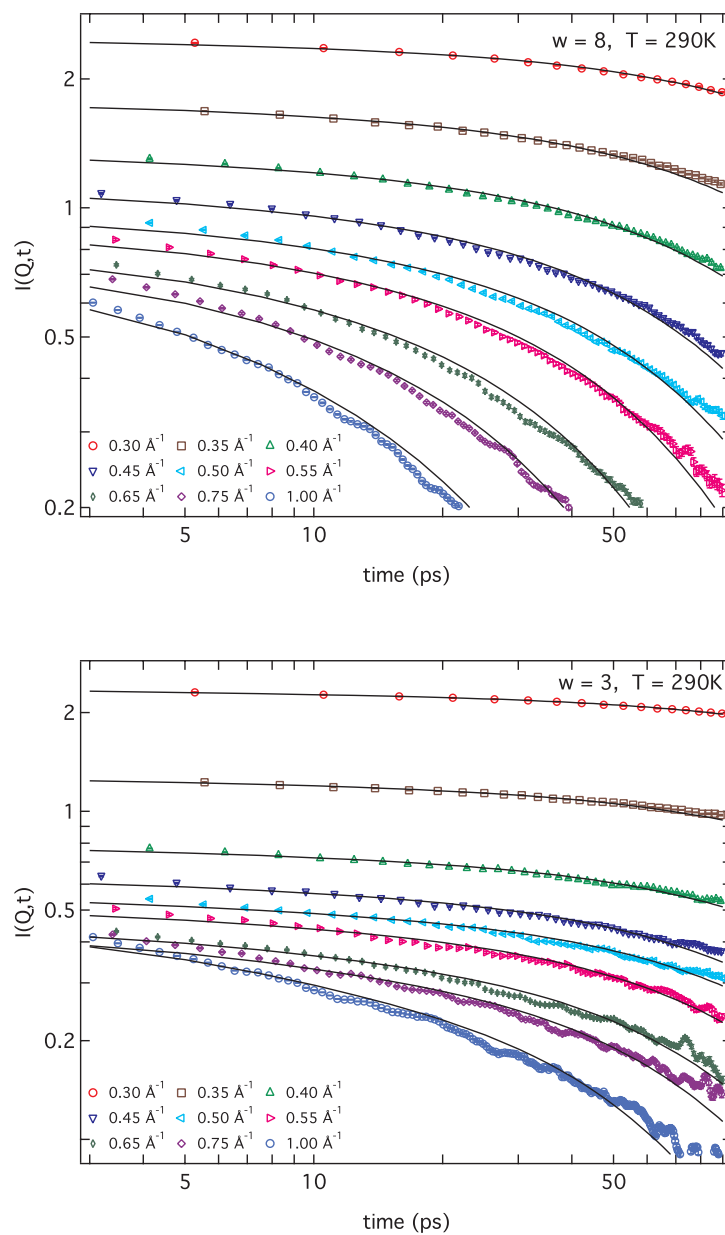 w = 8, T = 290K
2
1
0.5
0.2
I(Q,t)
0.30 Å⁻¹ 0.35 Å⁻¹ 0.40 Å⁻¹
0.45 Å⁻¹ 0.50 Å⁻¹ 0.55 Å⁻¹
0.65 Å⁻¹ 0.75 Å⁻¹ 1.00 Å⁻¹
5 10 50
time (ps)
w = 3, T = 290K
2
1
0.5
0.2
I(Q,t)
0.30 Å⁻¹ 0.35 Å⁻¹ 0.40 Å⁻¹
0.45 Å⁻¹ 0.50 Å⁻¹ 0.55 Å⁻¹
0.65 Å⁻¹ 0.75 Å⁻¹ 1.00 Å⁻¹
5 10 50
time (ps)